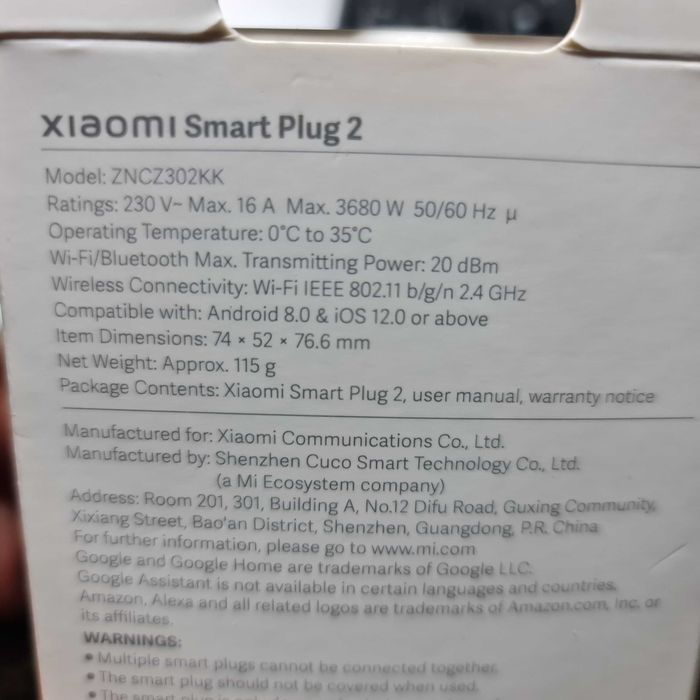 xiaomi Smart Plug 2
Model: ZNCZ302KK
Ratings: 230 V~ Max. 16 A Max. 3680 W 50/60 Hz µ
Operating Temperature: 0°C to 35°C
Wi-Fi/Bluetooth Max. Transmitting Power: 20 dBm
Wireless Connectivity: Wi-Fi IEEE 802.11 b/g/n 2.4 GHz
Compatible with: Android 8.0 & iOS 12.0 or above
Item Dimensions: 74 × 52 × 76.6 mm
Net Weight: Approx. 115 g
Package Contents: Xiaomi Smart Plug 2, user manual, warranty notice
Manufactured for: Xiaomi Communications Co., Ltd.
Manufactured by: Shenzhen Cuco Smart Technology Co., Ltd.
(a Mi Ecosystem company)
Address: Room 201, 301, Building A, No.12 Difu Road, Guxing Community,
Xixiang Street, Bao'an District, Shenzhen, Guangdong, P.R. China
For further information, please go to www.mi.com
Google and Google Home are trademarks of Google LLC.
Google Assistant is not available in certain languages and countries.
Amazon, Alexa and all related logos are trademarks of Amazon.com, Inc. or
its affiliates.
WARNINGS:
• Multiple smart plugs cannot be connected together.
• The smart plug should not be covered when used.
• The smart plug is only